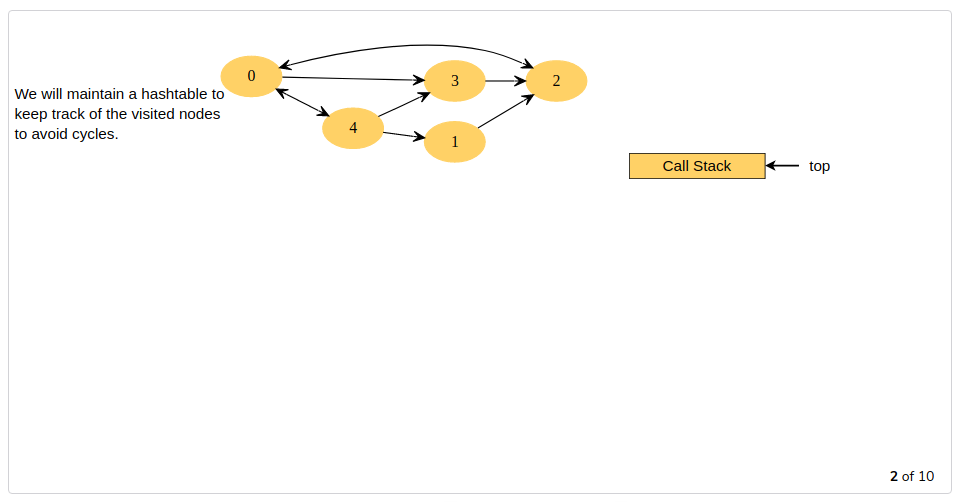 0
3
2
We will maintain a hashtable to
keep track of the visited nodes
to avoid cycles.
4
1
Call Stack
top
2 of 10